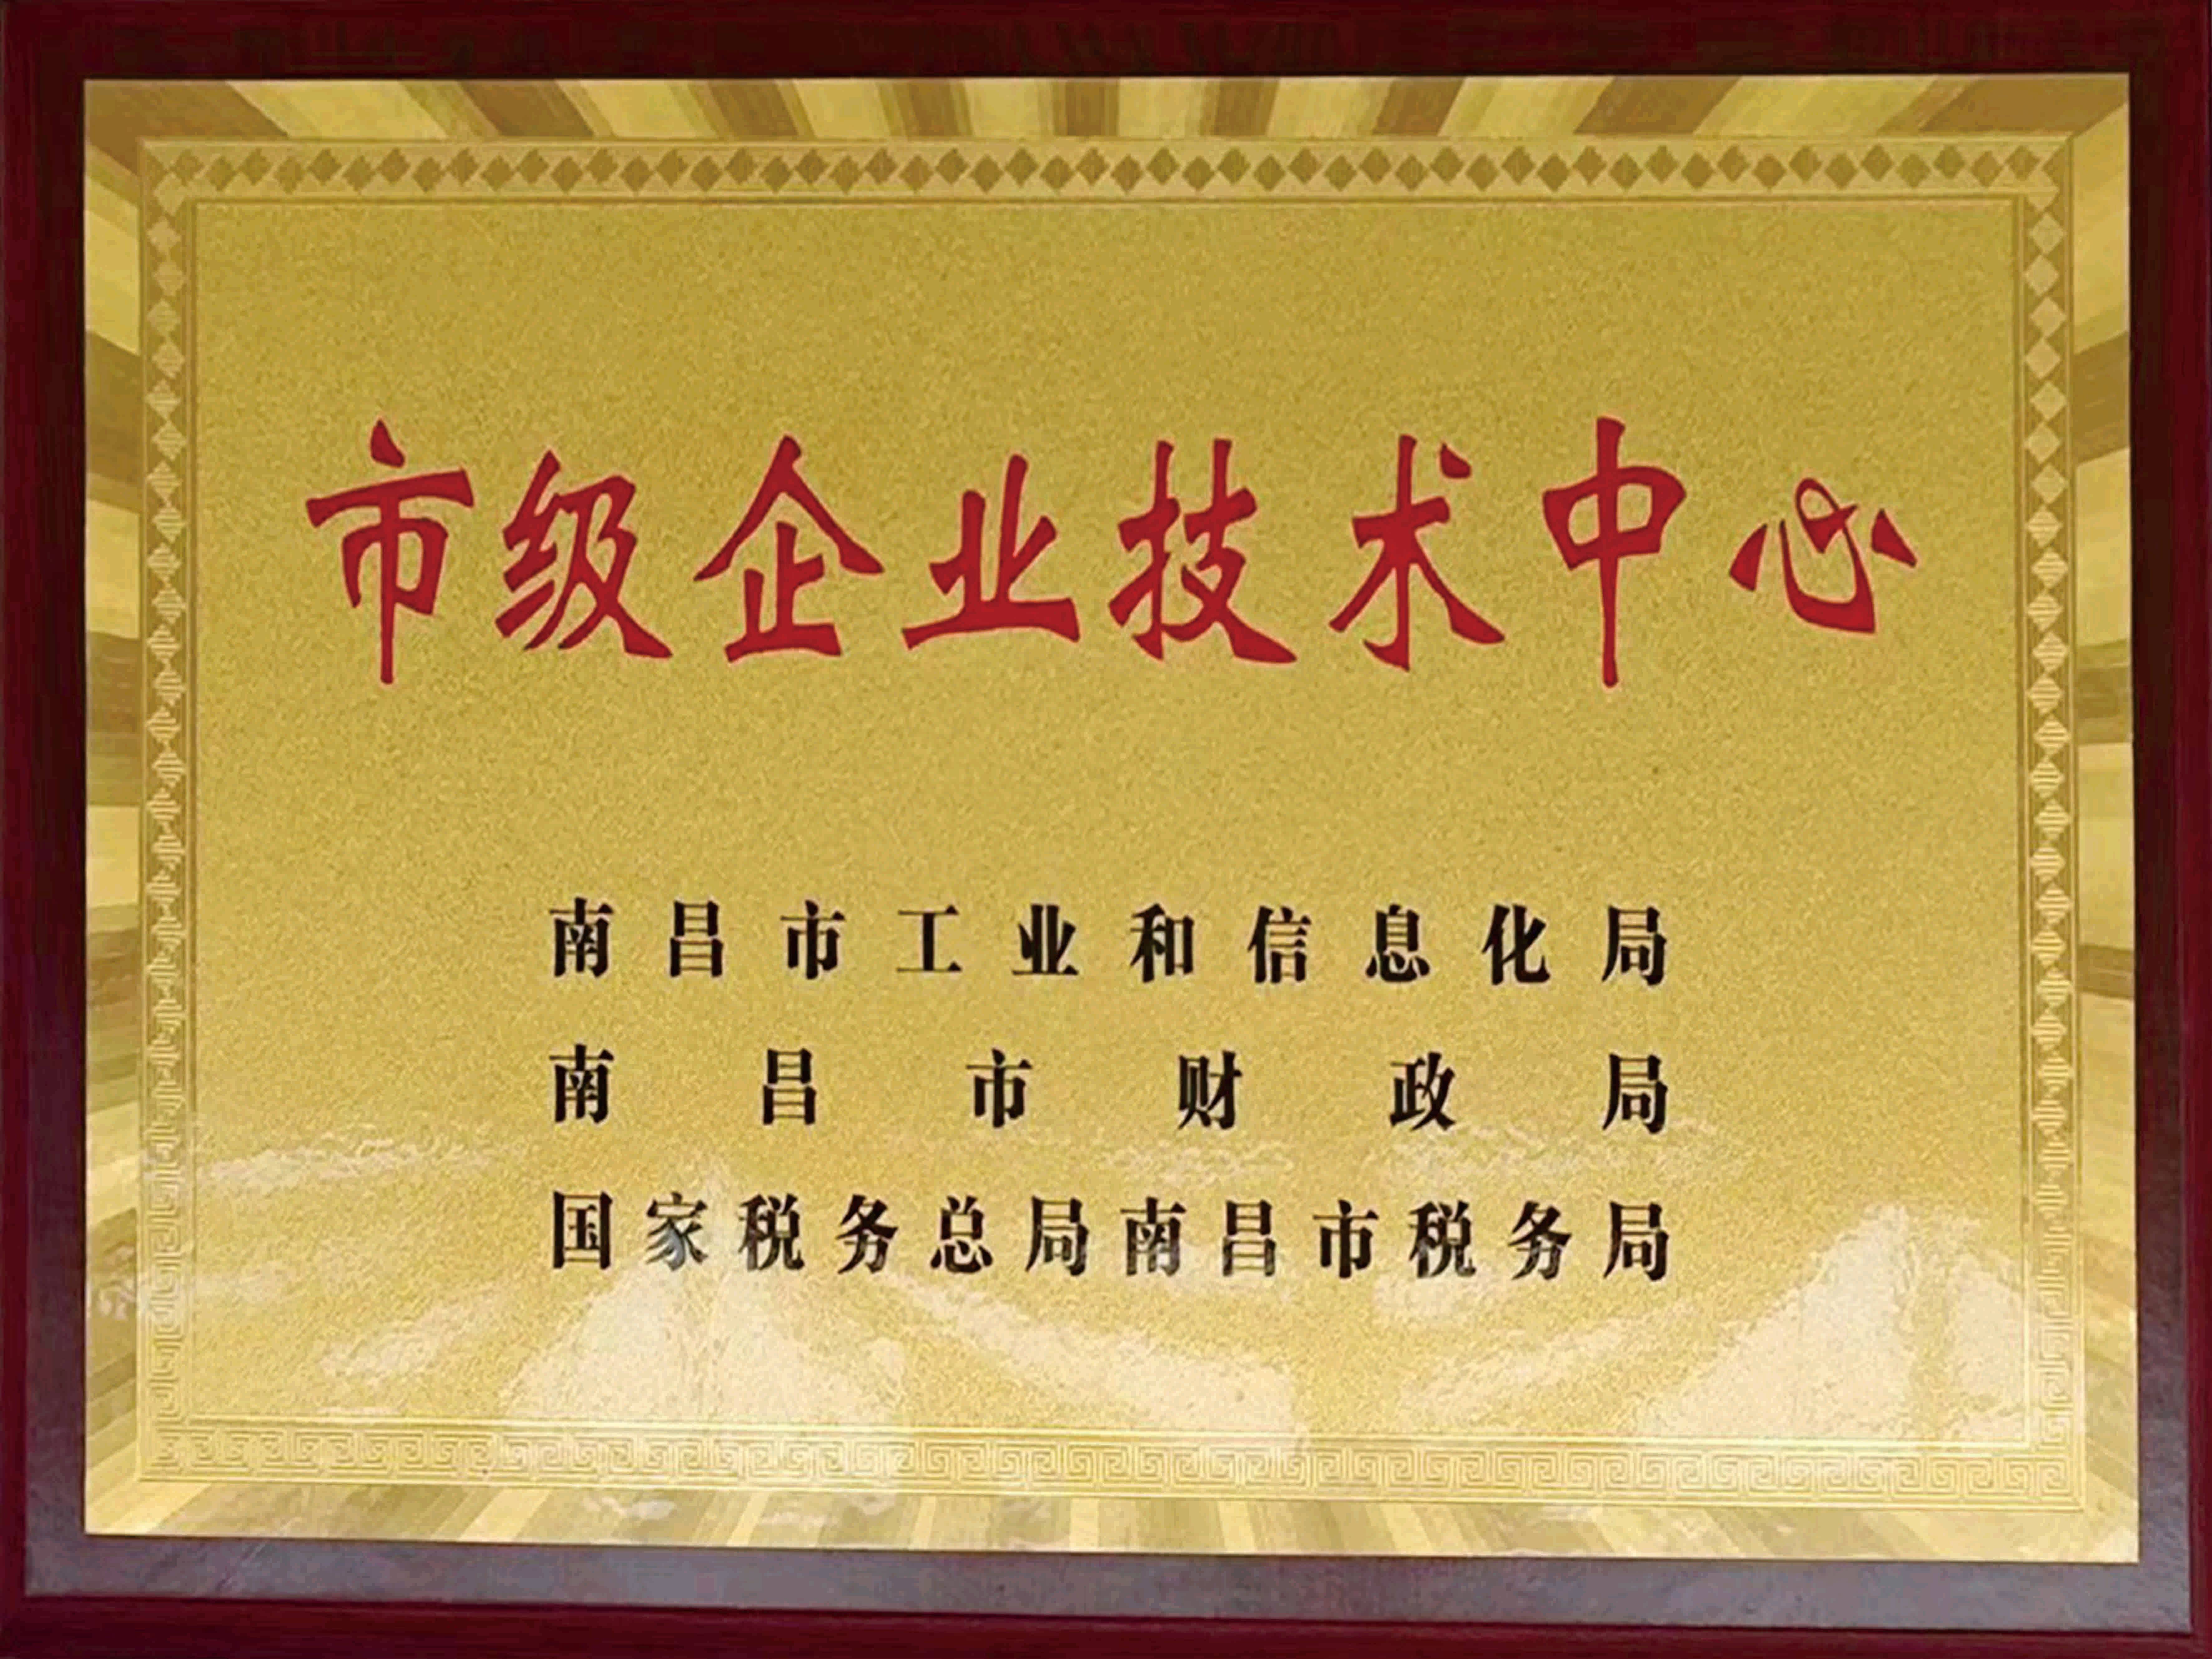 市级企业技术中心
南昌市工业和信息化局
南昌市财政局
国家税务总局南昌市税务局